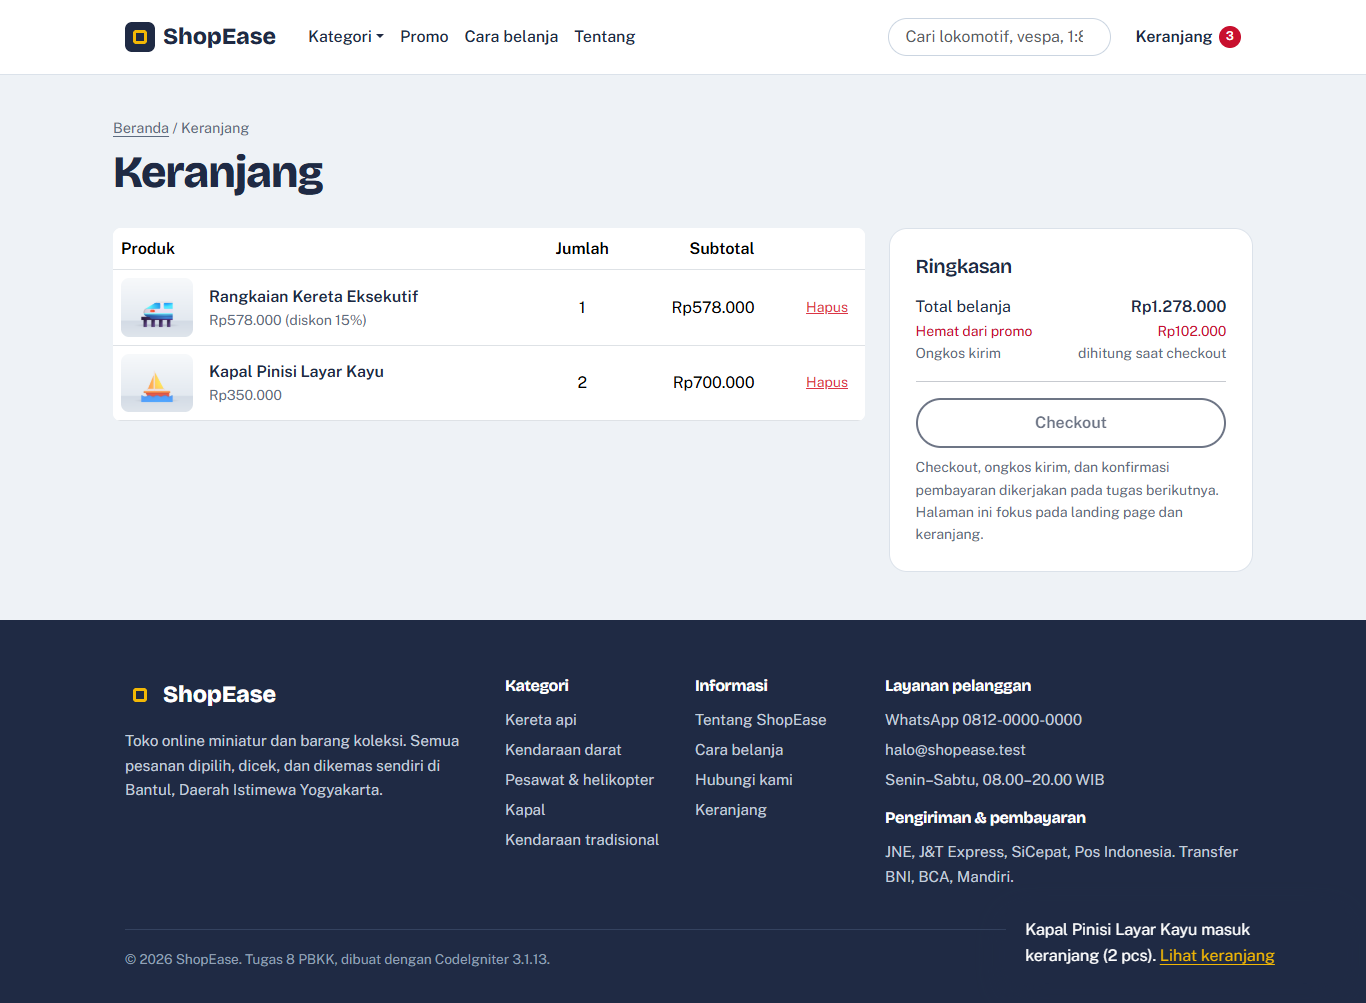 ShopEase
Kategori
Promo
Cara belanja
Tentang
Cari lokomotif, vespa, 1:8
Keranjang 3
Beranda / Keranjang
Keranjang
Produk Jumlah Subtotal
Rangkaian Kereta Eksekutif
Rp578.000 (diskon 15%)
1 Rp578.000 Hapus
Kapal Pinisi Layar Kayu
Rp350.000
2 Rp700.000 Hapus
Ringkasan
Total belanja Rp1.278.000
Hemat dari promo Rp102.000
Ongkos kirim dihitung saat checkout
Checkout
Checkout, ongkos kirim, dan konfirmasi
pembayaran dikerjakan pada tugas berikutnya.
Halaman ini fokus pada landing page dan
keranjang.
ShopEase
Toko online miniatur dan barang koleksi. Semua
pesanan dipilih, dicek, dan dikemas sendiri di
Bantul, Daerah Istimewa Yogyakarta.
Kategori
Kereta api
Kendaraan darat
Pesawat & helikopter
Kapal
Kendaraan tradisional
Informasi
Tentang ShopEase
Cara belanja
Hubungi kami
Keranjang
Layanan pelanggan
WhatsApp 0812-0000-0000
halo@shopease.test
Senin–Sabtu, 08.00–20.00 WIB
Pengiriman & pembayaran
JNE, J&T Express, SiCepat, Pos Indonesia. Transfer
BNI, BCA, Mandiri.
© 2026 ShopEase. Tugas 8 PBKK, dibuat dengan CodeIgniter 3.1.13.
Kapal Pinisi Layar Kayu masuk
keranjang (2 pcs). Lihat keranjang